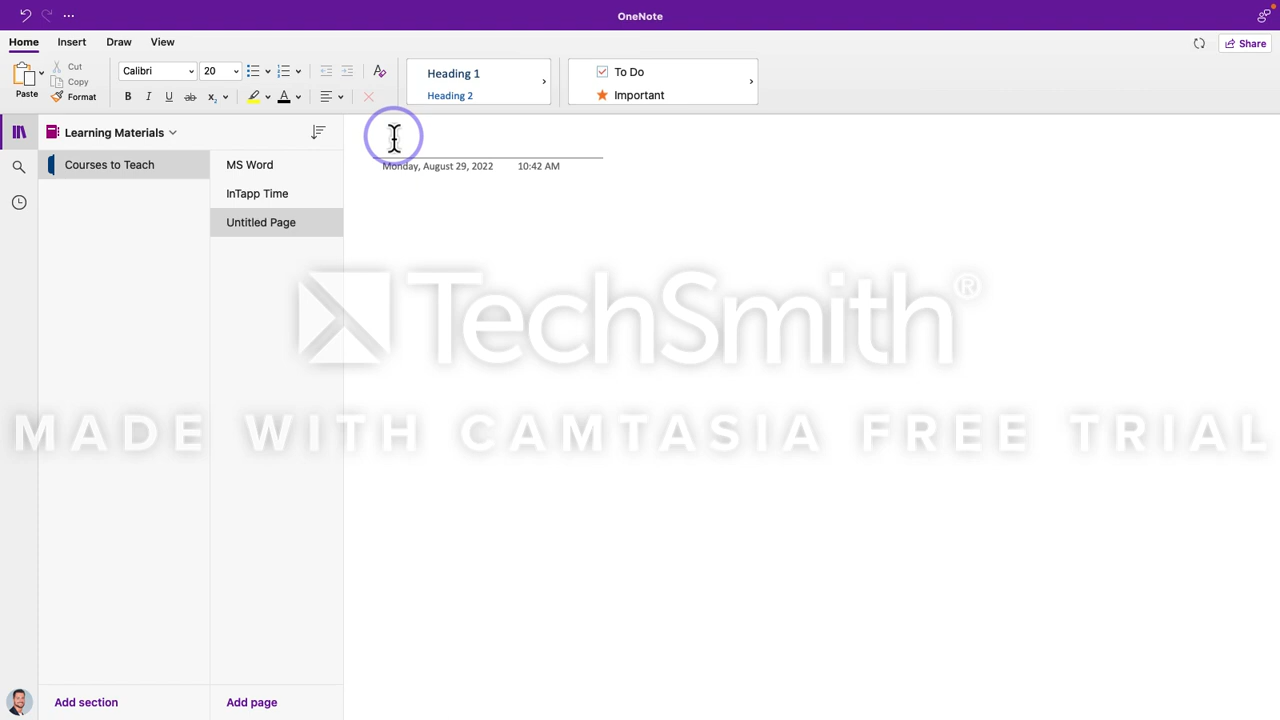 OneNote
Home Insert Draw View
Share
Paste
Cut
Copy
Format
Calibri 20
B I U ab x2 A
Heading 1
Heading 2
To Do
Important
Learning Materials
Courses to Teach
MS Word
InTapp Time
Untitled Page
Monday, August 29, 2022 10:42 AM
TechSmith®
MADE WITH CAMTASIA FREE TRIAL
Add section
Add page